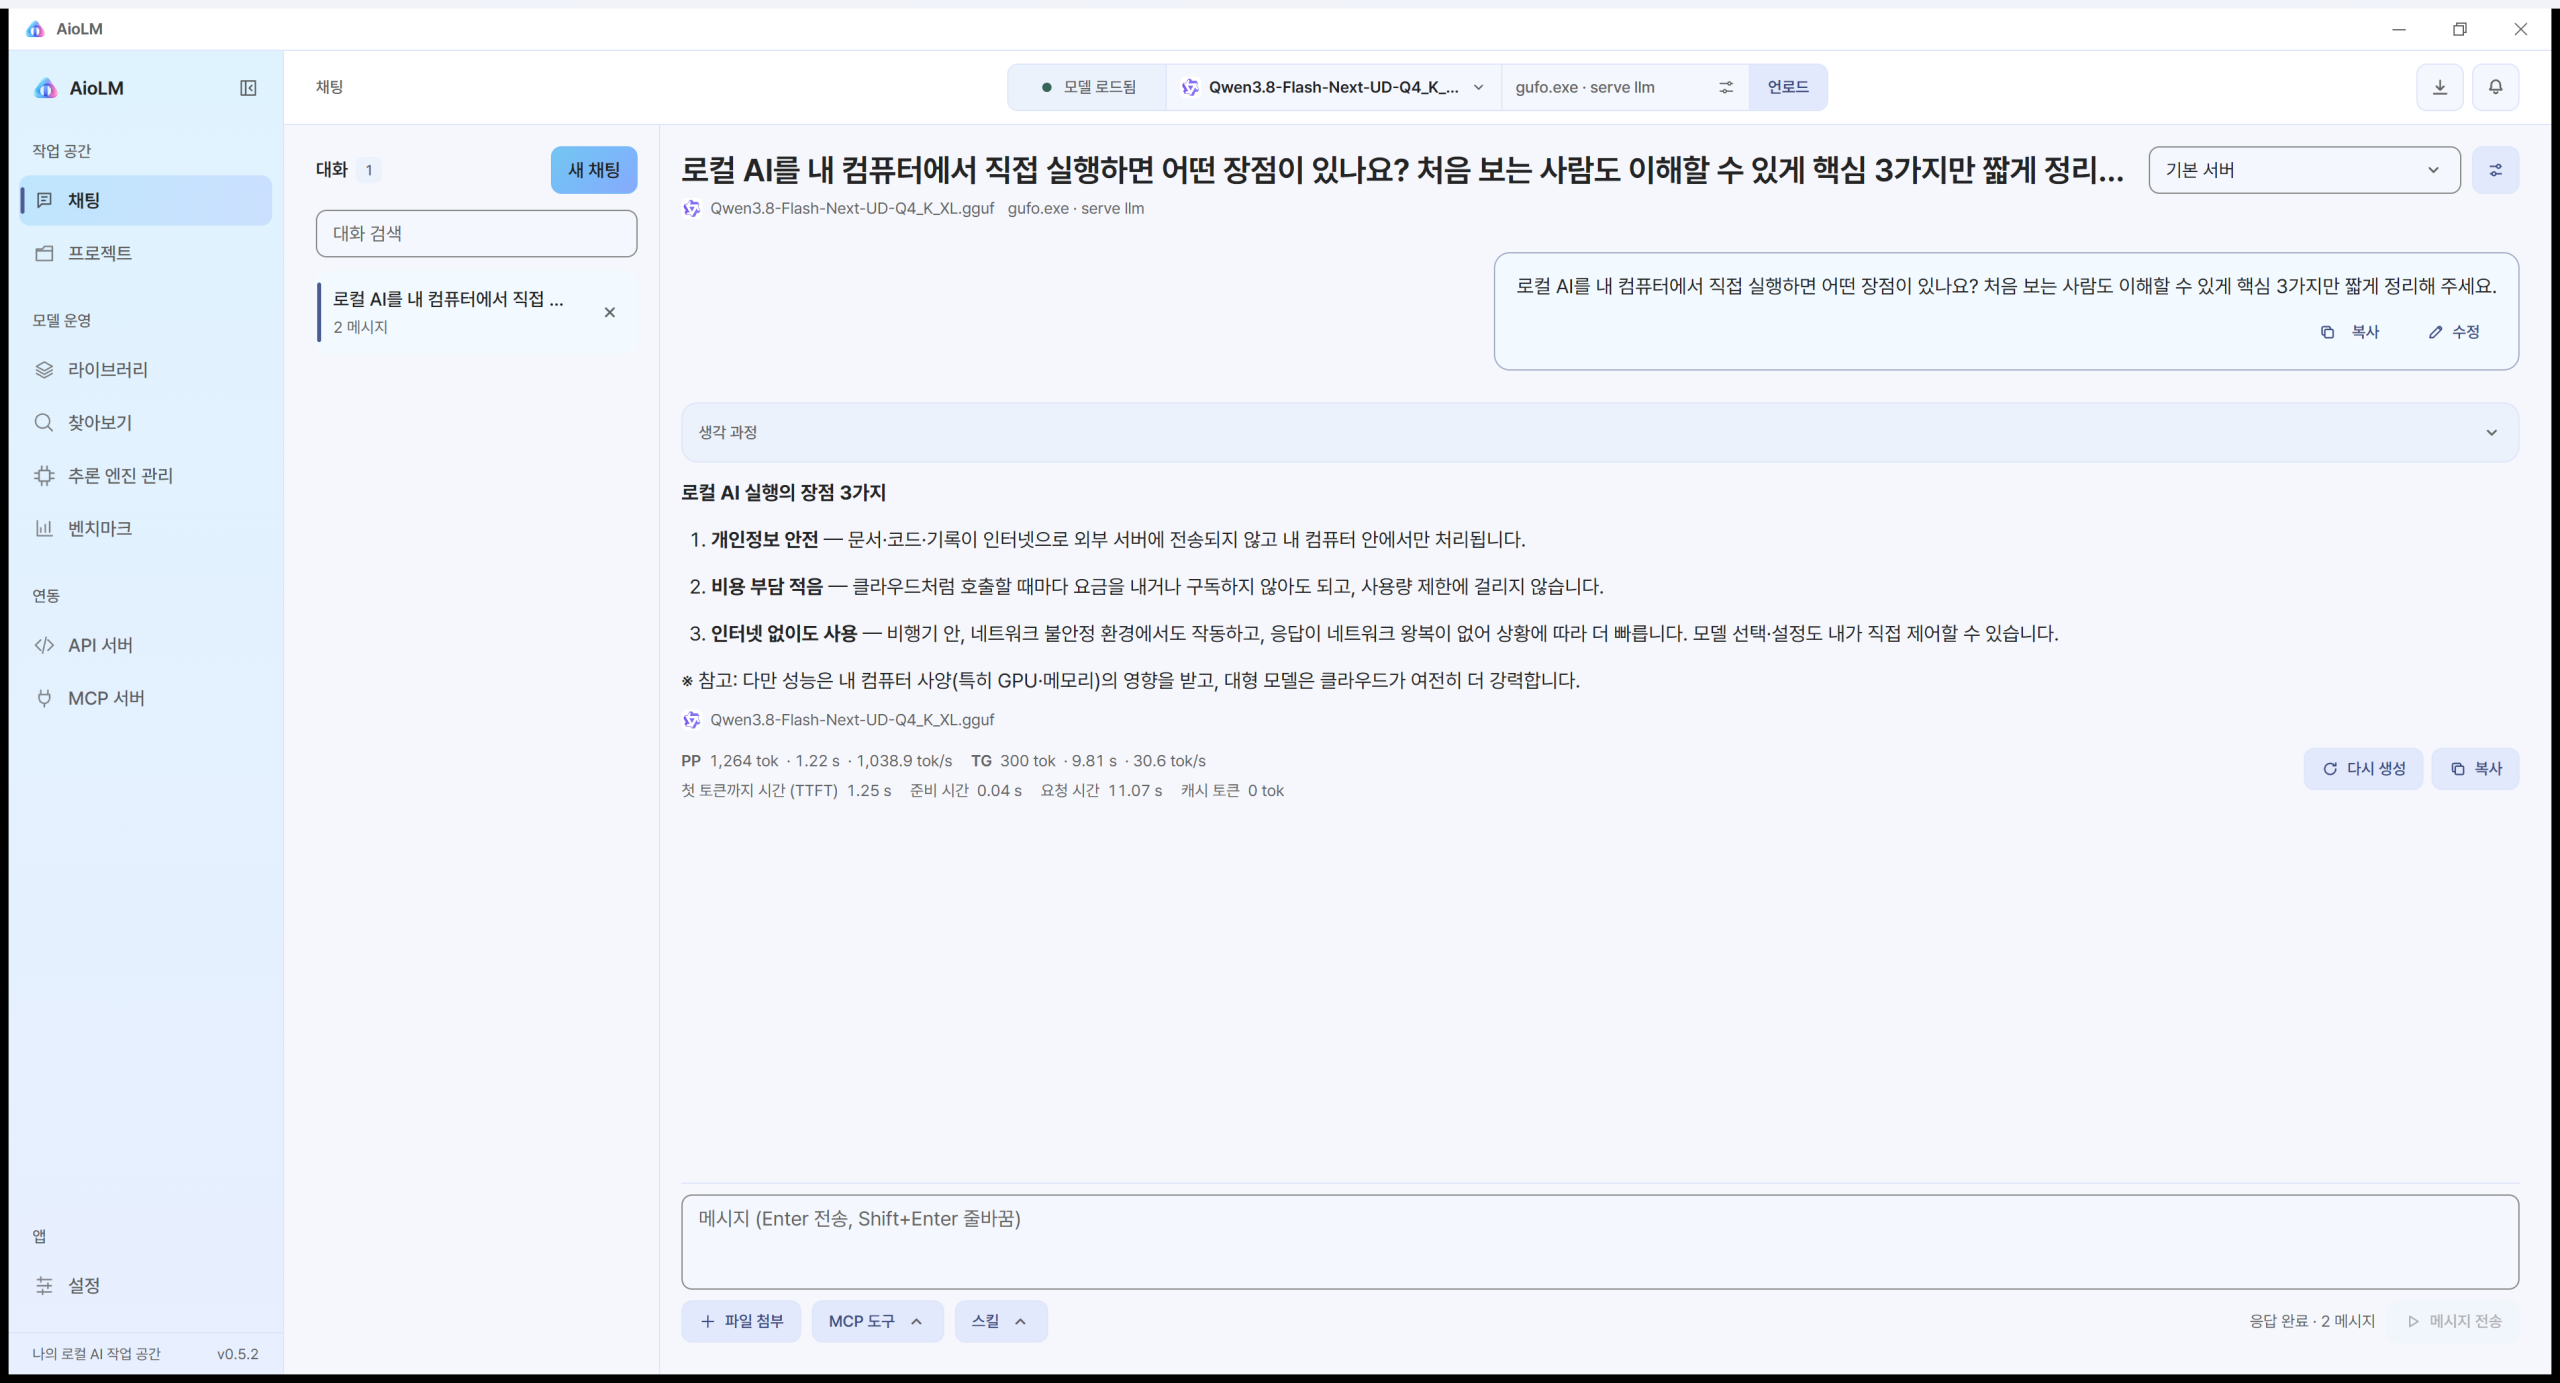 AioLM
AioLM
작업 공간
채팅
프로젝트
모델 운영
라이브러리
찾아보기
추론 엔진 관리
벤치마크
연동
API 서버
MCP 서버
앱
설정
나의 로컬 AI 작업 공간 v0.5.2
채팅
모델 로드됨 Qwen3.8-Flash-Next-UD-Q4_K_... gufo.exe · serve llm 언로드
대화 1 새 채팅
대화 검색
로컬 AI를 내 컴퓨터에서 직접 ...
2 메시지
로컬 AI를 내 컴퓨터에서 직접 실행하면 어떤 장점이 있나요? 처음 보는 사람도 이해할 수 있게 핵심 3가지만 짧게 정리... 기본 서버
Qwen3.8-Flash-Next-UD-Q4_K_XL.gguf gufo.exe · serve llm
로컬 AI를 내 컴퓨터에서 직접 실행하면 어떤 장점이 있나요? 처음 보는 사람도 이해할 수 있게 핵심 3가지만 짧게 정리해 주세요.
복사 수정
생각 과정
로컬 AI 실행의 장점 3가지
1. 개인정보 안전 — 문서·코드·기록이 인터넷으로 외부 서버에 전송되지 않고 내 컴퓨터 안에서만 처리됩니다.
2. 비용 부담 적음 — 클라우드처럼 호출할 때마다 요금을 내거나 구독하지 않아도 되고, 사용량 제한에 걸리지 않습니다.
3. 인터넷 없이도 사용 — 비행기 안, 네트워크 불안정 환경에서도 작동하고, 응답이 네트워크 왕복이 없어 상황에 따라 더 빠릅니다. 모델 선택·설정도 내가 직접 제어할 수 있습니다.
※ 참고: 다만 성능은 내 컴퓨터 사양(특히 GPU·메모리)의 영향을 받고, 대형 모델은 클라우드가 여전히 더 강력합니다.
Qwen3.8-Flash-Next-UD-Q4_K_XL.gguf
PP 1,264 tok · 1.22 s · 1,038.9 tok/s TG 300 tok · 9.81 s · 30.6 tok/s
첫 토큰까지 시간 (TTFT) 1.25 s 준비 시간 0.04 s 요청 시간 11.07 s 캐시 토큰 0 tok
다시 생성 복사
메시지 (Enter 전송, Shift+Enter 줄바꿈)
파일 첨부 MCP 도구 스킬 응답 완료 · 2 메시지 메시지 전송